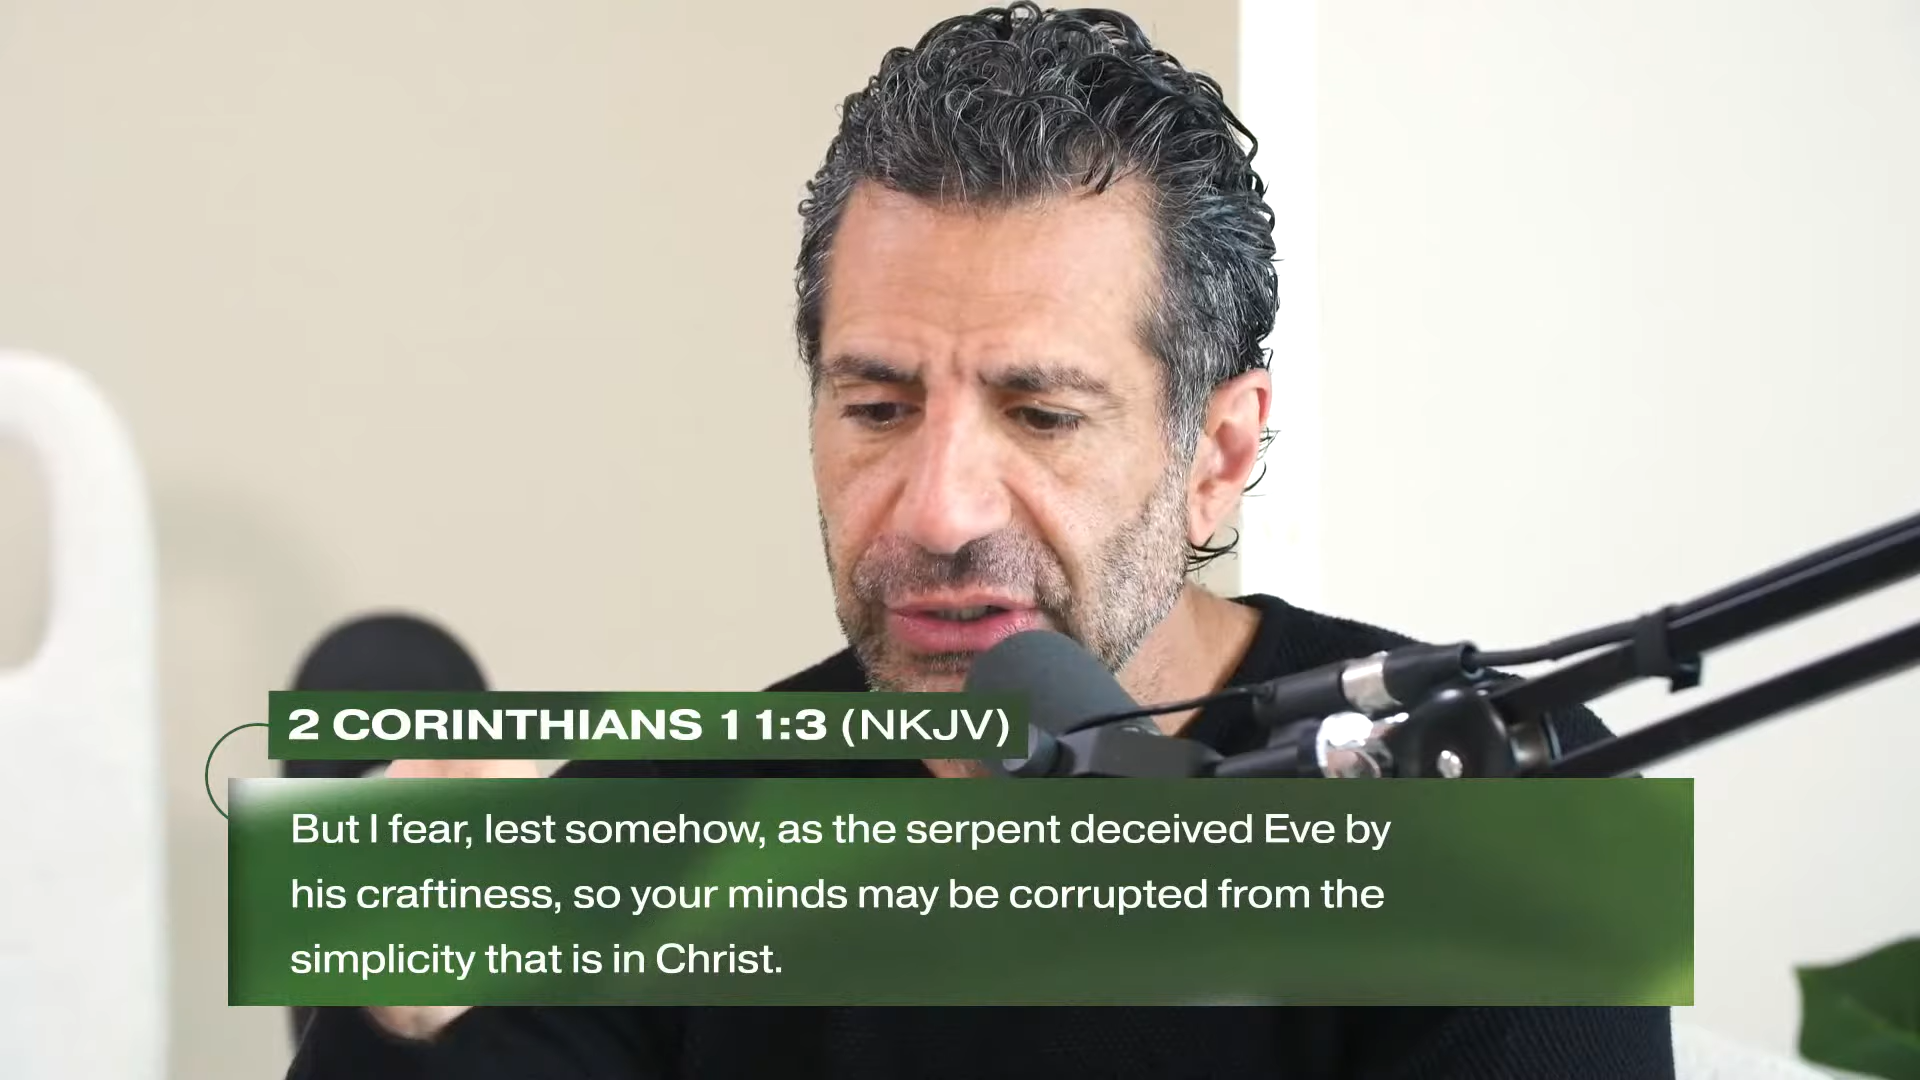 2 CORINTHIANS 11:3 (NKJV)
But I fear, lest somehow, as the serpent deceived Eve by
his craftiness, so your minds may be corrupted from the
simplicity that is in Christ.